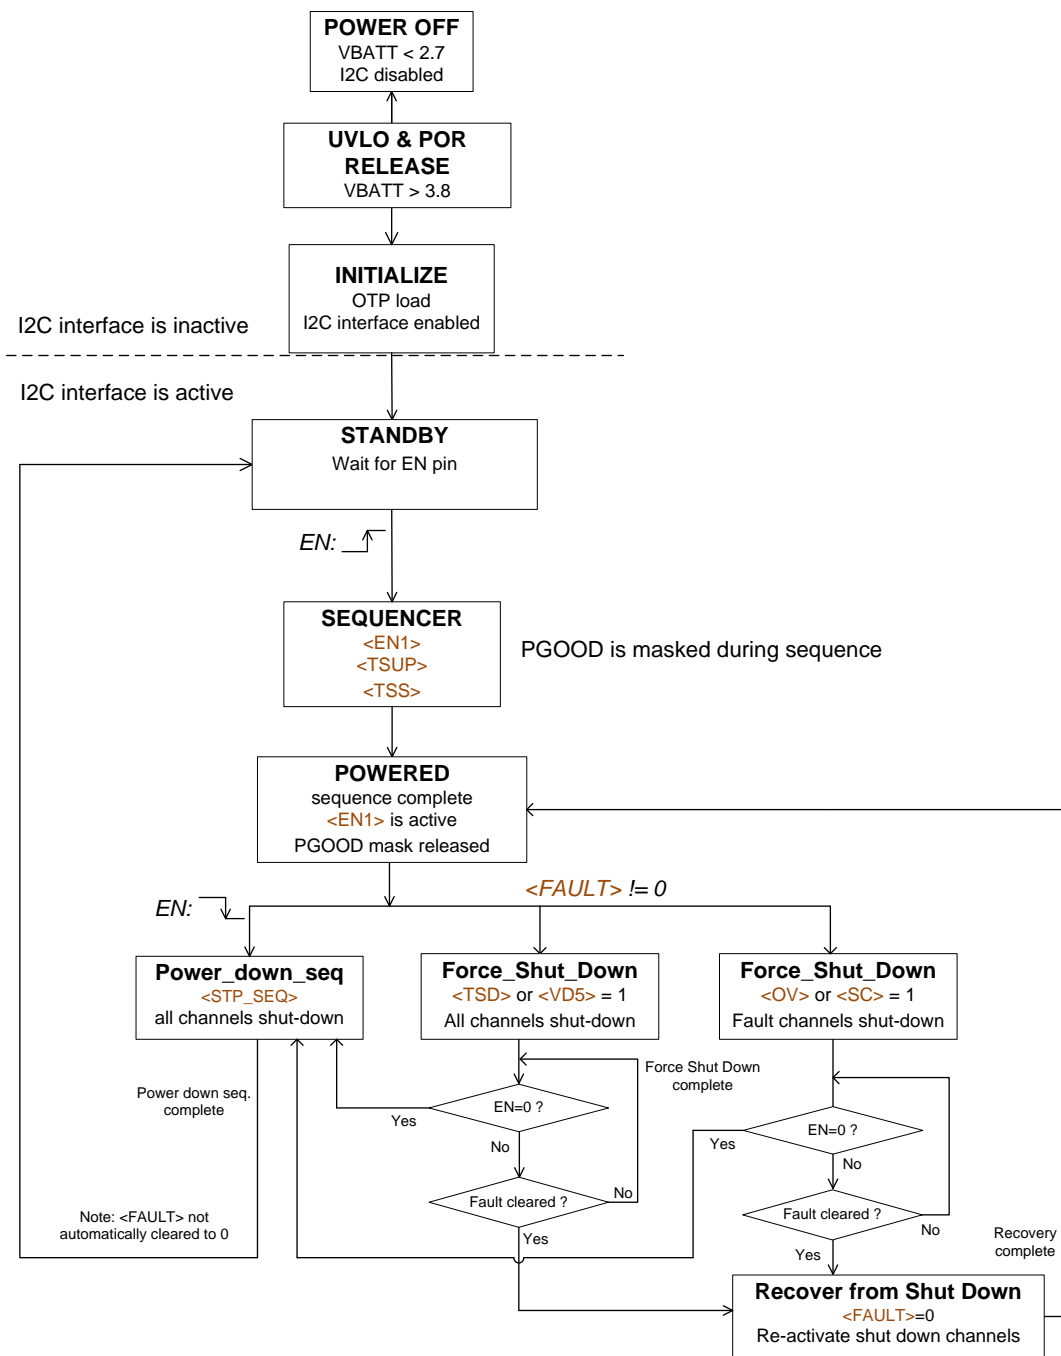 POWER OFF
VBATT < 2.7
I2C disabled
UVLO & POR
RELEASE
VBATT > 3.8
INITIALIZE
OTP load
I2C interface enabled
I2C interface is inactive
I2C interface is active
STANDBY
Wait for EN pin
EN:
SEQUENCER
<EN1>
<TSUP>
<TSS>
PGOOD is masked during sequence
POWERED
sequence complete
<EN1> is active
PGOOD mask released
<FAULT> != 0
EN:
Power_down_seq
<STP_SEQ>
all channels shut-down
Force_Shut_Down
<TSD> or <VD5> = 1
All channels shut-down
Force_Shut_Down
<OV> or <SC> = 1
Fault channels shut-down
Power down seq.
complete
Force Shut Down
complete
EN=0 ?
Yes
No
EN=0 ?
Yes
No
Fault cleared ?
No
Yes
Fault cleared ?
No
Yes
Note: <FAULT> not
automatically cleared to 0
Recovery
complete
Recover from Shut Down
<FAULT>=0
Re-activate shut down channels